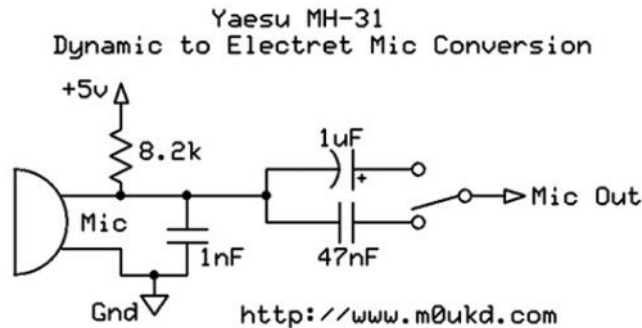 Yaesu MH-31
Dynamic to Electret Mic Conversion
+5v
8.2k
1uF
+
Mic Out
Mic
1nF
47nF
Gnd
http://www.m0ukd.com